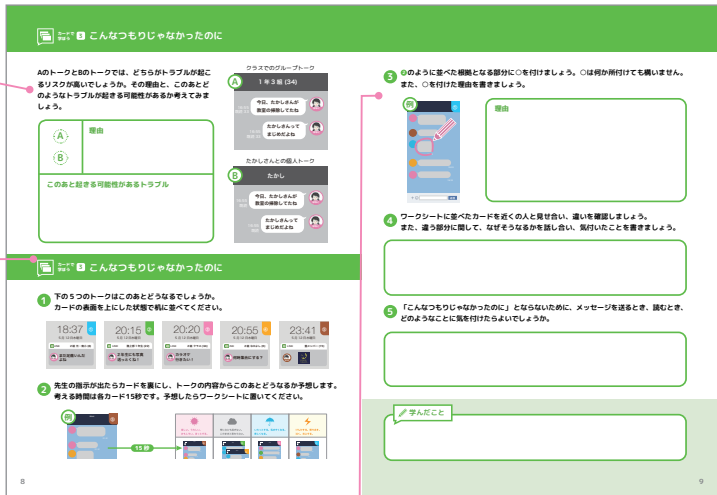 カードで
学ぼう 3 こんなつもりじゃなかったのに
AのトークとBのトークでは、どちらがトラブルが起こ
るリスクが高いでしょうか。その理由と、このあとど
のようなトラブルが起きる可能性があるか考えてみま
しょう。
A
B
理由
このあと起きる可能性があるトラブル
クラスでのグループトーク
A
1年3組 (34)
今日、たかしさんが
教室の掃除してたね
たかしさんって
まじめだよね
たかしさんとの個人トーク
B
たかし
今日、たかしさんが
教室の掃除してたね
たかしさんって
まじめだよね
カードで
学ぼう 3 こんなつもりじゃなかったのに
1 下の5つのトークはこのあとどうなるでしょうか。
カードの表面を上にした状態で机に並べてください。
18:37
20:15
20:20
20:55
23:41
2 先生の指示が出たらカードを裏にし、トークの内容からこのあとどうなるか予想します。
考える時間は各カード15秒です。予想したらワークシートに置いてください。
例
15秒
8
3 2のように並べた根拠となる部分に○を付けましょう。○は何か所付けても構いません。
また、○を付けた理由を書きましょう。
例
理由
4 ワークシートに並べたカードを近くの人と見せ合い、違いを確認しましょう。
また、違う部分に関して、なぜそうなるかを話し合い、気付いたことを書きましょう。
5 「こんなつもりじゃなかったのに」とならないために、メッセージを送るとき、読むとき、
どのようなことに気を付けたらよいでしょうか。
学んだこと
9